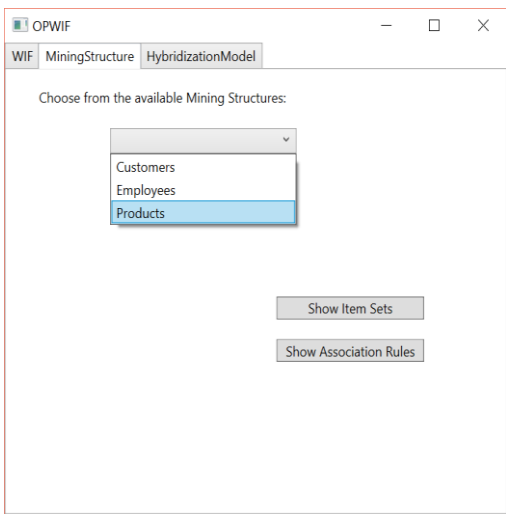 OPWIF
WIF MiningStructure HybridizationModel
Choose from the available Mining Structures:
Customers
Employees
Products
Show Item Sets
Show Association Rules